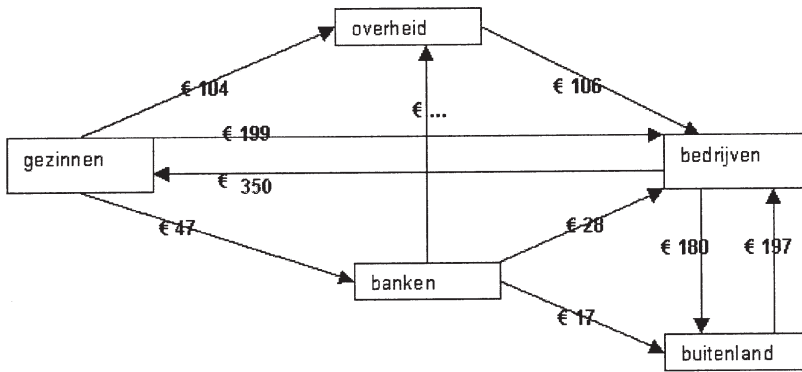 overheid
€ 104
€ 106
€ ...
€ 199
gezinnen
bedrijven
€ 350
€ 47
€ 28
€ 180
€ 197
banken
€ 17
buitenland